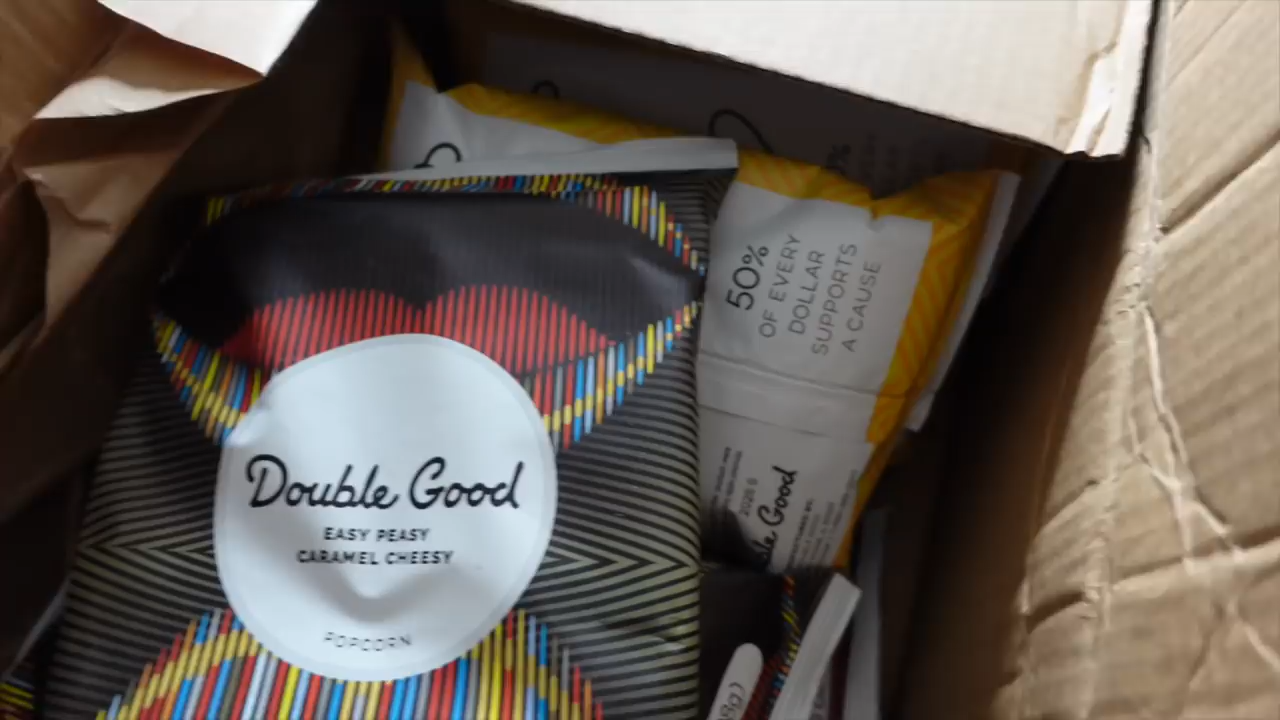 Double Good
EASY PEASY
CARAMEL CHEESY
POPCORN
50%
OF EVERY
DOLLAR
SUPPORTS
A CAUSE
Good